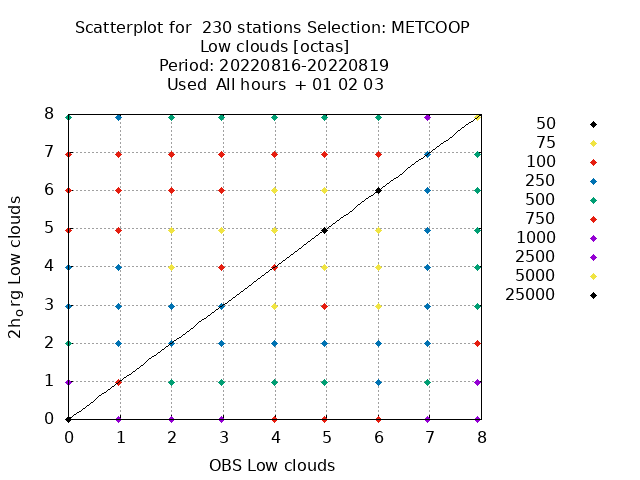 Scatterplot for  230 stations Selection: METCOOP
Low clouds [octas]
Period: 20220816-20220819
Used  All hours  + 01 02 03
8
7
6
5
4
3
2
1
0
2horg Low clouds
0 1 2 3 4 5 6 7 8
OBS Low clouds
50
75
100
250
500
750
1000
2500
5000
25000